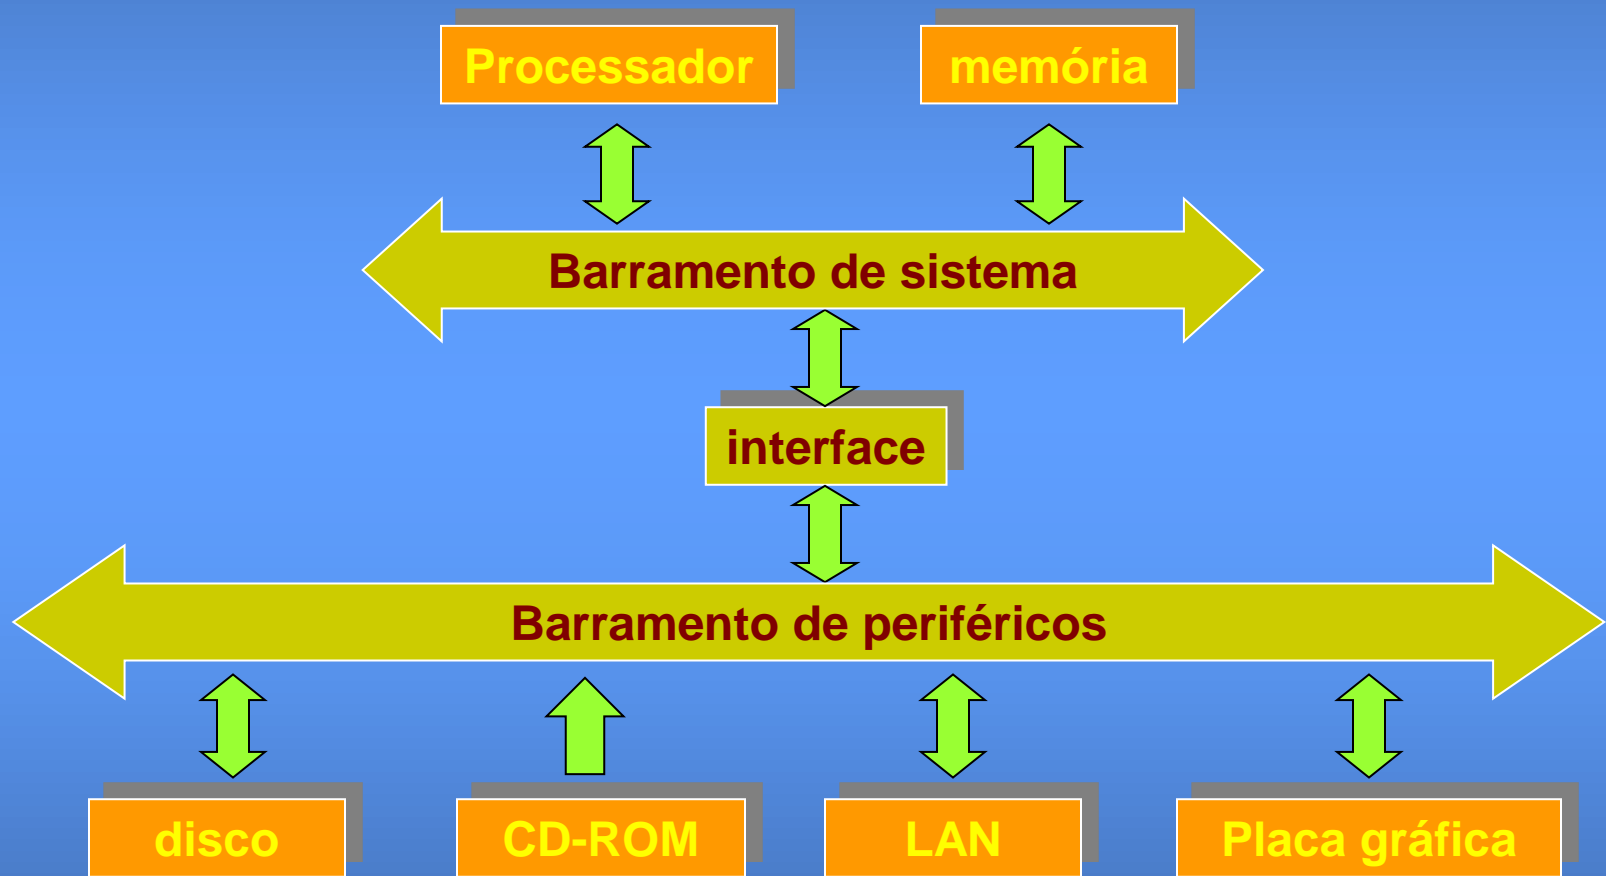 Processador
memória
Barramento de sistema
interface
Barramento de periféricos
disco
CD-ROM
LAN
Placa gráfica